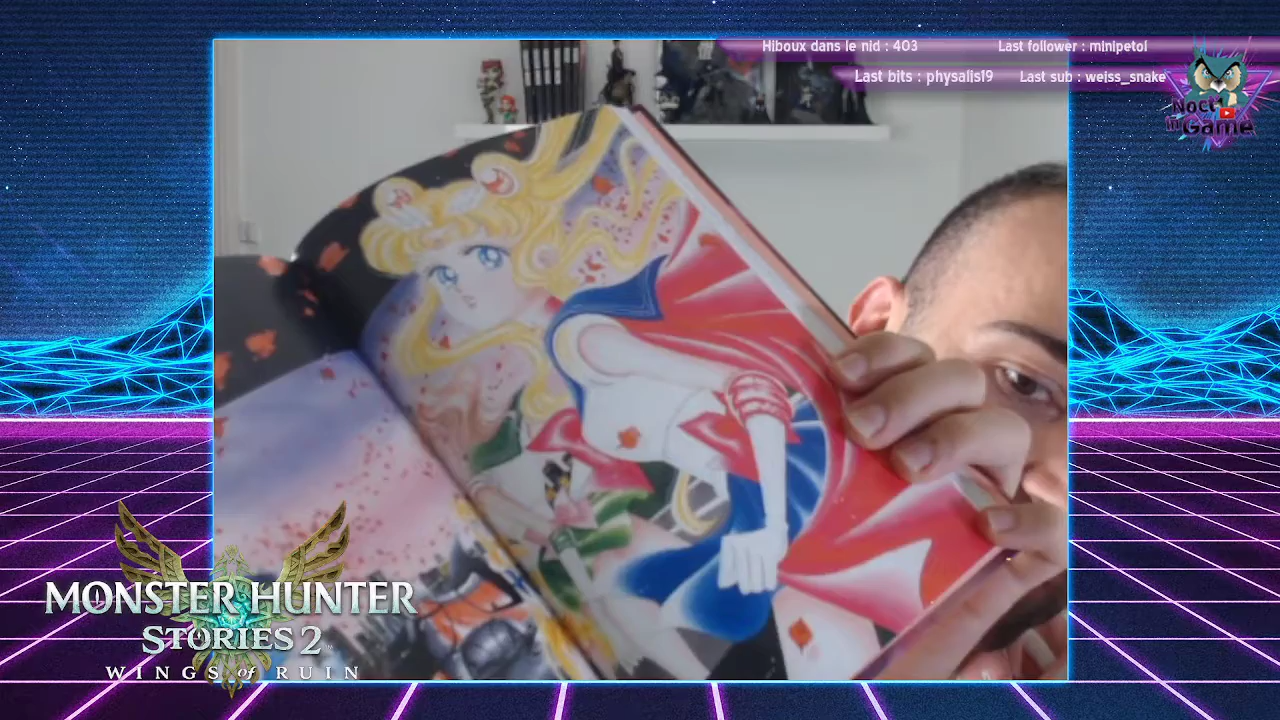 Hiboux dans le nid : 403
Last follower : minipetol
Last bits : physalis19
Last sub : weiss_snake
Noct
in Game
MONSTER HUNTER
STORIES 2
WINGS of RUIN